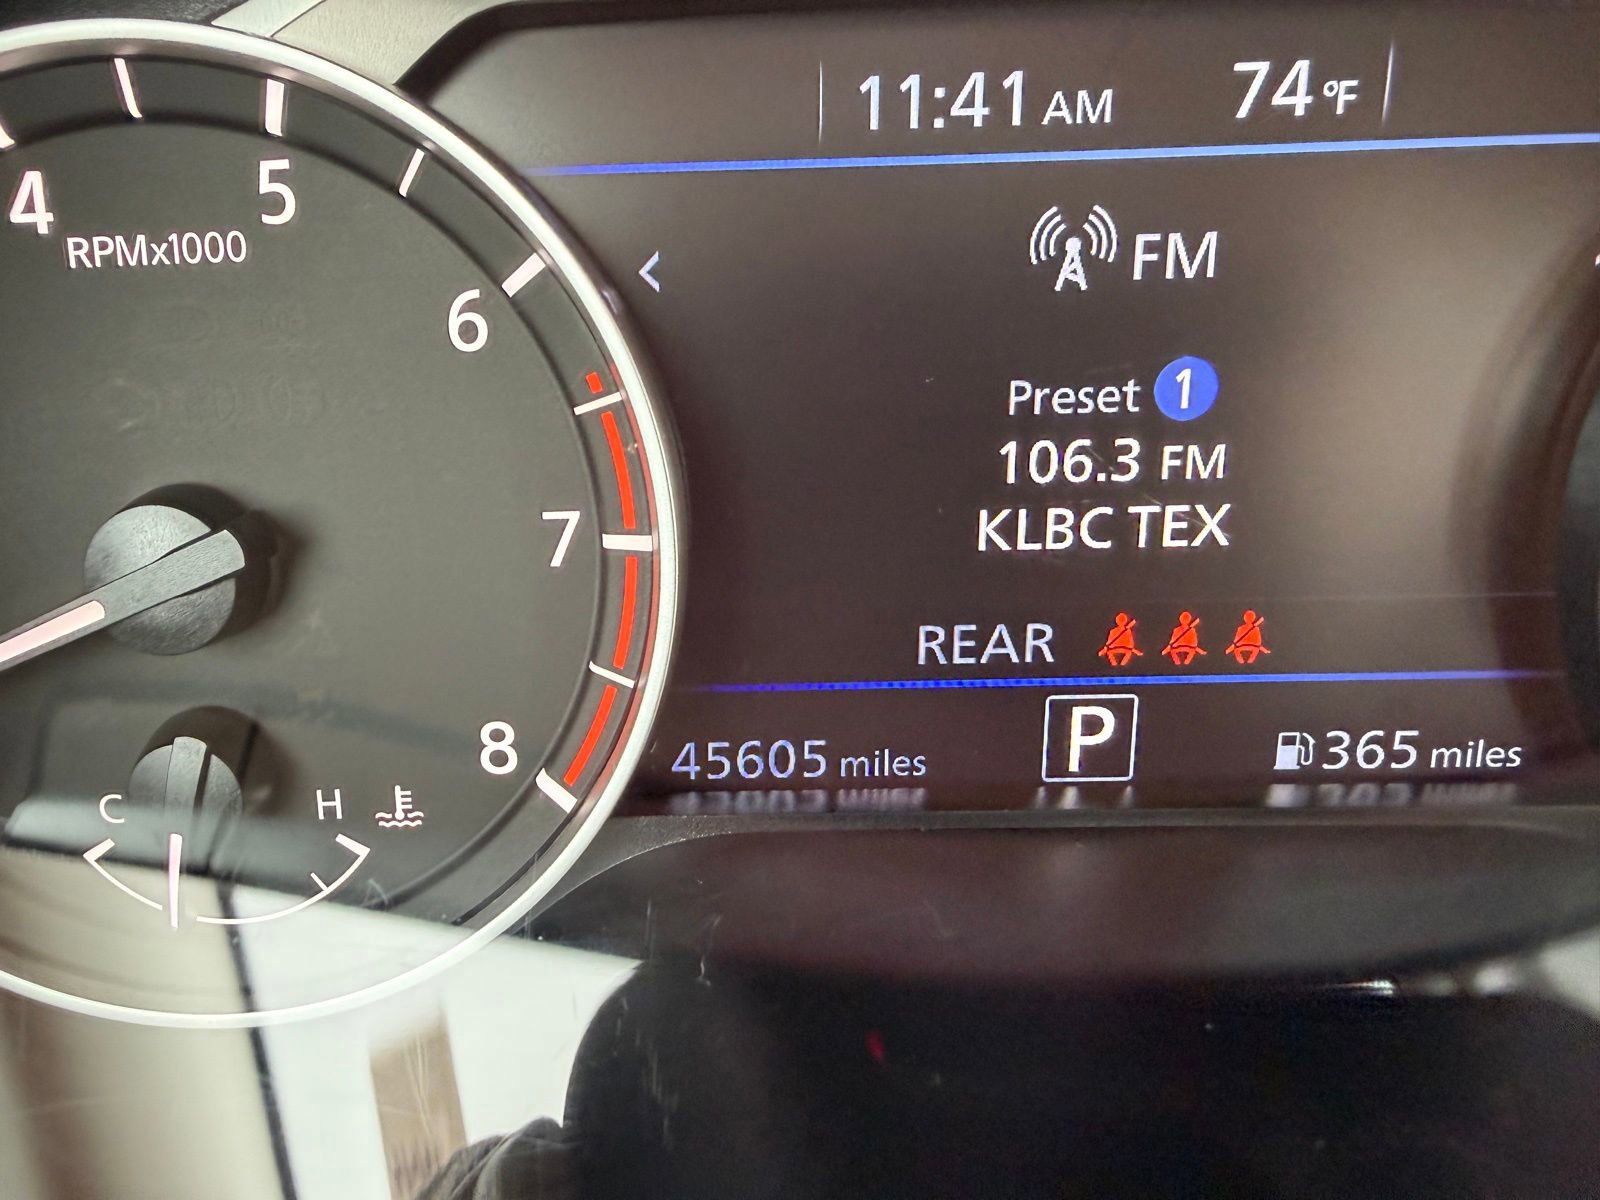 11:41 AM 74 °F
4 5
RPMx1000
6
7
8
C H
< FM
Preset 1
106.3 FM
KLBC TEX
REAR
45605 miles P 365 miles